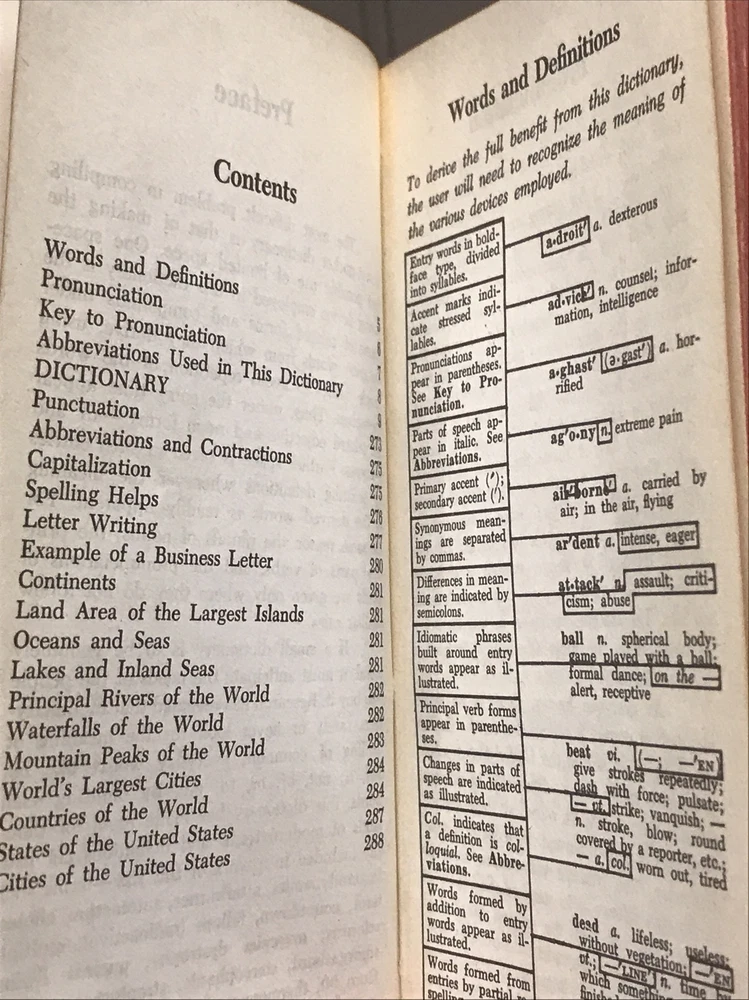 Preface
Contents
Words and Definitions 5
Pronunciation 6
Key to Pronunciation 7
Abbreviations Used in This Dictionary 8
DICTIONARY 9
Punctuation 273
Abbreviations and Contractions 275
Capitalization 275
Spelling Helps 276
Letter Writing 277
Example of a Business Letter 280
Continents 281
Land Area of the Largest Islands 281
Oceans and Seas 281
Lakes and Inland Seas 281
Principal Rivers of the World 282
Waterfalls of the World 282
Mountain Peaks of the World 283
World's Largest Cities 284
Countries of the World 284
States of the United States 287
Cities of the United States 288
Words and Definitions
To derive the full benefit from this dictionary,
the user will need to recognize the meaning of
the various devices employed.
Entry words in bold-
face type, divided
into syllables.
a•droit′ a. dexterous
Accent marks indi-
cate stressed syl-
lables.
ad•vice′ n. counsel; infor-
mation, intelligence
Pronunciations ap-
pear in parentheses.
See Key to Pro-
nunciation.
a•ghast′ (ə•gast′) a. hor-
rified
Parts of speech ap-
pear in italic. See
Abbreviations.
ag′o•ny n. extreme pain
Primary accent (′);
secondary accent (′).
air′borne′ a. carried by
air; in the air, flying
Synonymous mean-
ings are separated
by commas.
ar′dent a. intense, eager
Differences in mean-
ing are indicated by
semicolons.
at•tack′ n. assault; criti-
cism; abuse
Idiomatic phrases
built around entry
words appear as il-
lustrated.
ball n. spherical body;
game played with a ball;
formal dance; on the —
alert, receptive
Principal verb forms
appear in parenthe-
ses.
beat vi. (—; —′EN)
give strokes repeatedly;
dash with force; pulsate;
— vt. strike; vanquish; —
n. stroke, blow; round
covered by a reporter, etc.;
— a. col. worn out, tired
Changes in parts of
speech are indicated
as illustrated.
Col. indicates that
a definition is col-
loquial. See Abbre-
viations.
Words formed by
addition to entry
words appear as il-
lustrated.
dead a. lifeless; useless;
without vegetation; —′EN
vt.; —′LINE′ n. time by
which something
finished
Words formed from
entries by partial re-
spelling